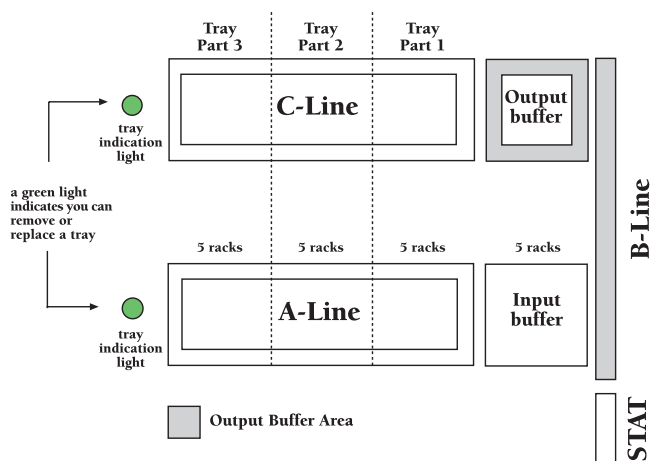 Tray
Part 3
Tray
Part 2
Tray
Part 1
C-Line
Output
buffer
tray
indication
light
a green light
indicates you can
remove or
replace a tray
B-Line
5 racks
5 racks
5 racks
5 racks
A-Line
Input
buffer
tray
indication
light
Output Buffer Area
STAT